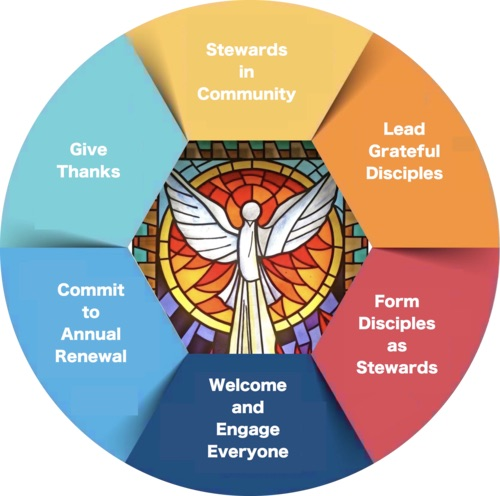 Stewards
in
Community
Lead
Grateful
Disciples
Form
Disciples
as
Stewards
Welcome
and
Engage
Everyone
Commit
to
Annual
Renewal
Give
Thanks